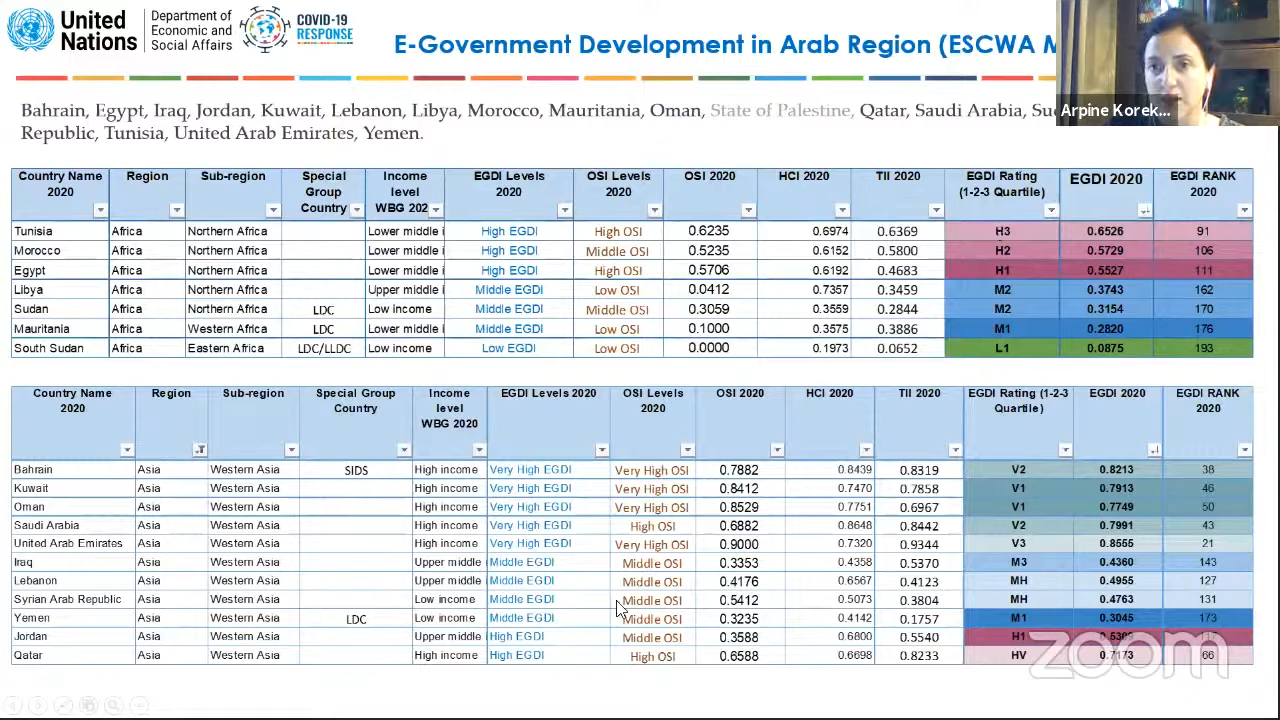 United Nations
Department of Economic and Social Affairs
COVID-19 RESPONSE
E-Government Development in Arab Region (ESCWA M
Arpine Korek...
Bahrain, Egypt, Iraq, Jordan, Kuwait, Lebanon, Libya, Morocco, Mauritania, Oman, State of Palestine, Qatar, Saudi Arabia, Su
Republic, Tunisia, United Arab Emirates, Yemen.
Country Name 2020 Region Sub-region Special Group Country Income level WBG 202 EGDI Levels 2020 OSI Levels 2020 OSI 2020 HCI 2020 TII 2020 EGDI Rating (1-2-3 Quartile) EGDI 2020 EGDI RANK 2020
Tunisia Africa Northern Africa Lower middle i High EGDI High OSI 0.6235 0.6974 0.6369 H3 0.6526 91
Morocco Africa Northern Africa Lower middle i High EGDI Middle OSI 0.5235 0.6152 0.5800 H2 0.5729 106
Egypt Africa Northern Africa Lower middle i High EGDI High OSI 0.5706 0.6192 0.4683 H1 0.5527 111
Libya Africa Northern Africa Upper middle i Middle EGDI Low OSI 0.0412 0.7357 0.3459 M2 0.3743 162
Sudan Africa Northern Africa LDC Low income Middle EGDI Middle OSI 0.3059 0.3559 0.2844 M2 0.3154 170
Mauritania Africa Western Africa LDC Lower middle i Middle EGDI Low OSI 0.1000 0.3575 0.3886 M1 0.2820 176
South Sudan Africa Eastern Africa LDC/LLDC Low income Low EGDI Low OSI 0.0000 0.1973 0.0652 L1 0.0875 193
Country Name 2020 Region Sub-region Special Group Country Income level WBG 2020 EGDI Levels 2020 OSI Levels 2020 OSI 2020 HCI 2020 TII 2020 EGDI Rating (1-2-3 Quartile) EGDI 2020 EGDI RANK 2020
Bahrain Asia Western Asia SIDS High income Very High EGDI Very High OSI 0.7882 0.8439 0.8319 V2 0.8213 38
Kuwait Asia Western Asia High income Very High EGDI Very High OSI 0.8412 0.7470 0.7858 V1 0.7913 46
Oman Asia Western Asia High income Very High EGDI Very High OSI 0.8529 0.7751 0.6967 V1 0.7749 50
Saudi Arabia Asia Western Asia High income Very High EGDI High OSI 0.6882 0.8648 0.8442 V2 0.7991 43
United Arab Emirates Asia Western Asia High income Very High EGDI Very High OSI 0.9000 0.7320 0.9344 V3 0.8555 21
Iraq Asia Western Asia Upper middle Middle EGDI Middle OSI 0.3353 0.4358 0.5370 M3 0.4360 143
Lebanon Asia Western Asia Upper middle Middle EGDI Middle OSI 0.4176 0.6567 0.4123 MH 0.4955 127
Syrian Arab Republic Asia Western Asia Low income Middle EGDI Middle OSI 0.5412 0.5073 0.3804 MH 0.4763 131
Yemen Asia Western Asia LDC Low income Middle EGDI Middle OSI 0.3235 0.4142 0.1757 M1 0.3045 173
Jordan Asia Western Asia Upper middle High EGDI Middle OSI 0.3588 0.6800 0.5540 H1
Qatar Asia Western Asia High income High EGDI High OSI 0.6588 0.6698 0.8233 HV 0.7173 66
zoom